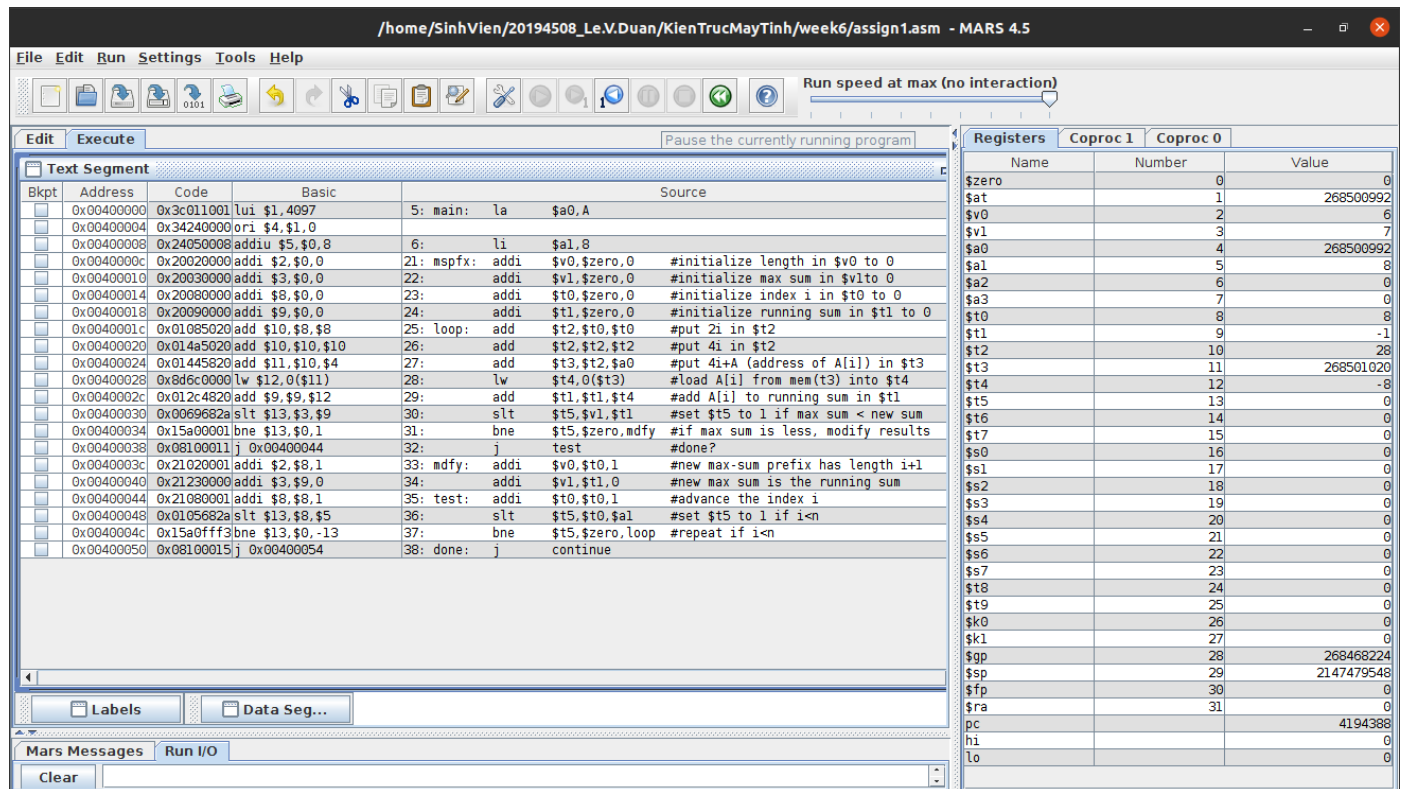 /home/SinhVien/20194508_Le.V.Duan/KienTrucMayTinh/week6/assign1.asm - MARS 4.5
File Edit Run Settings Tools Help
Run speed at max (no interaction)
Edit Execute Pause the currently running program
Text Segment
Bkpt Address Code Basic Source
0x00400000 0x3c011001 lui $1,4097 5: main: la $a0,A
0x00400004 0x34240000 ori $4,$1,0
0x00400008 0x24050008 addiu $5,$0,8 6: li $a1,8
0x0040000c 0x20020000 addi $2,$0,0 21: mspfx: addi $v0,$zero,0 #initialize length in $v0 to 0
0x00400010 0x20030000 addi $3,$0,0 22: addi $v1,$zero,0 #initialize max sum in $v1to 0
0x00400014 0x20080000 addi $8,$0,0 23: addi $t0,$zero,0 #initialize index i in $t0 to 0
0x00400018 0x20090000 addi $9,$0,0 24: addi $t1,$zero,0 #initialize running sum in $t1 to 0
0x0040001c 0x01085020 add $10,$8,$8 25: loop: add $t2,$t0,$t0 #put 2i in $t2
0x00400020 0x014a5020 add $10,$10,$10 26: add $t2,$t2,$t2 #put 4i in $t2
0x00400024 0x01445820 add $11,$10,$4 27: add $t3,$t2,$a0 #put 4i+A (address of A[i]) in $t3
0x00400028 0x8d6c0000 lw $12,0($11) 28: lw $t4,0($t3) #load A[i] from mem(t3) into $t4
0x0040002c 0x012c4820 add $9,$9,$12 29: add $t1,$t1,$t4 #add A[i] to running sum in $t1
0x00400030 0x0069682a slt $13,$3,$9 30: slt $t5,$v1,$t1 #set $t5 to 1 if max sum < new sum
0x00400034 0x15a00001 bne $13,$0,1 31: bne $t5,$zero,mdfy #if max sum is less, modify results
0x00400038 0x08100011 j 0x00400044 32: j test #done?
0x0040003c 0x21020001 addi $2,$8,1 33: mdfy: addi $v0,$t0,1 #new max-sum prefix has length i+1
0x00400040 0x21230000 addi $3,$9,0 34: addi $v1,$t1,0 #new max sum is the running sum
0x00400044 0x21080001 addi $8,$8,1 35: test: addi $t0,$t0,1 #advance the index i
0x00400048 0x0105682a slt $13,$8,$5 36: slt $t5,$t0,$a1 #set $t5 to 1 if i<n
0x0040004c 0x15a0fff3 bne $13,$0,-13 37: bne $t5,$zero,loop #repeat if i<n
0x00400050 0x08100015 j 0x00400054 38: done: j continue
Labels Data Seg...
Mars Messages Run I/O
Clear
Registers Coproc 1 Coproc 0
Name Number Value
$zero 0 0
$at 1 268500992
$v0 2 6
$v1 3 7
$a0 4 268500992
$a1 5 8
$a2 6 0
$a3 7 0
$t0 8 8
$t1 9 -1
$t2 10 28
$t3 11 268501020
$t4 12 -8
$t5 13 0
$t6 14 0
$t7 15 0
$s0 16 0
$s1 17 0
$s2 18 0
$s3 19 0
$s4 20 0
$s5 21 0
$s6 22 0
$s7 23 0
$t8 24 0
$t9 25 0
$k0 26 0
$k1 27 0
$gp 28 268468224
$sp 29 2147479548
$fp 30 0
$ra 31 0
pc 4194388
hi 0
lo 0